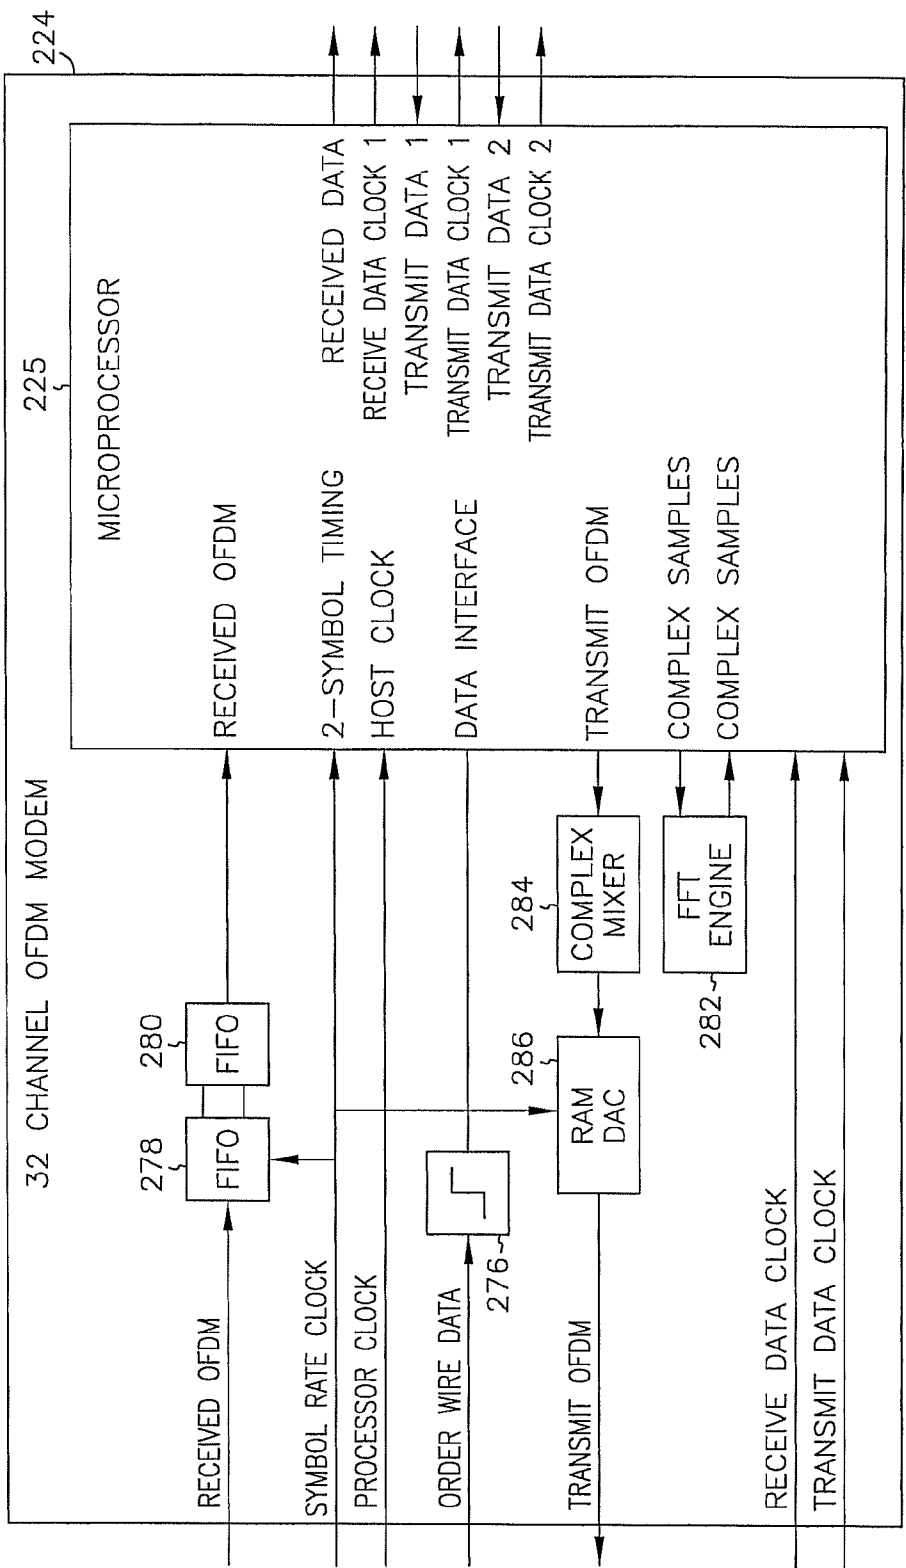 224
32 CHANNEL OFDM MODEM
225
MICROPROCESSOR
RECEIVED OFDM
278
FIFO
280
FIFO
RECEIVED OFDM
SYMBOL RATE CLOCK
2-SYMBOL TIMING
PROCESSOR CLOCK
HOST CLOCK
ORDER WIRE DATA
276
DATA INTERFACE
TRANSMIT OFDM
286
RAM
DAC
284
COMPLEX
MIXER
TRANSMIT OFDM
282
FFT
ENGINE
COMPLEX SAMPLES
COMPLEX SAMPLES
RECEIVE DATA CLOCK
TRANSMIT DATA CLOCK
RECEIVED DATA
RECEIVE DATA CLOCK 1
TRANSMIT DATA 1
TRANSMIT DATA CLOCK 1
TRANSMIT DATA 2
TRANSMIT DATA CLOCK 2